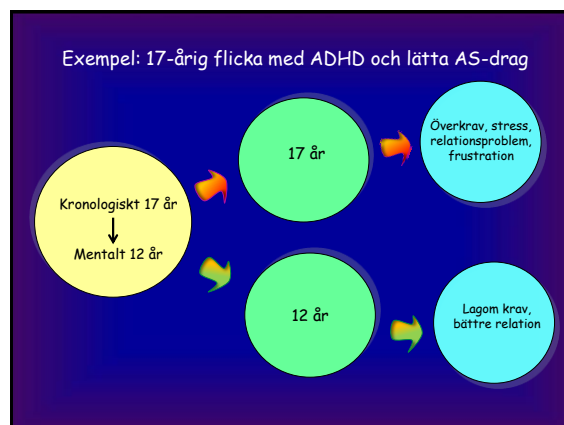 Exempel: 17-årig flicka med ADHD och lätta AS-drag
Kronologiskt 17 år
Mentalt 12 år
17 år
Överkrav, stress,
relationsproblem,
frustration
12 år
Lagom krav,
bättre relation